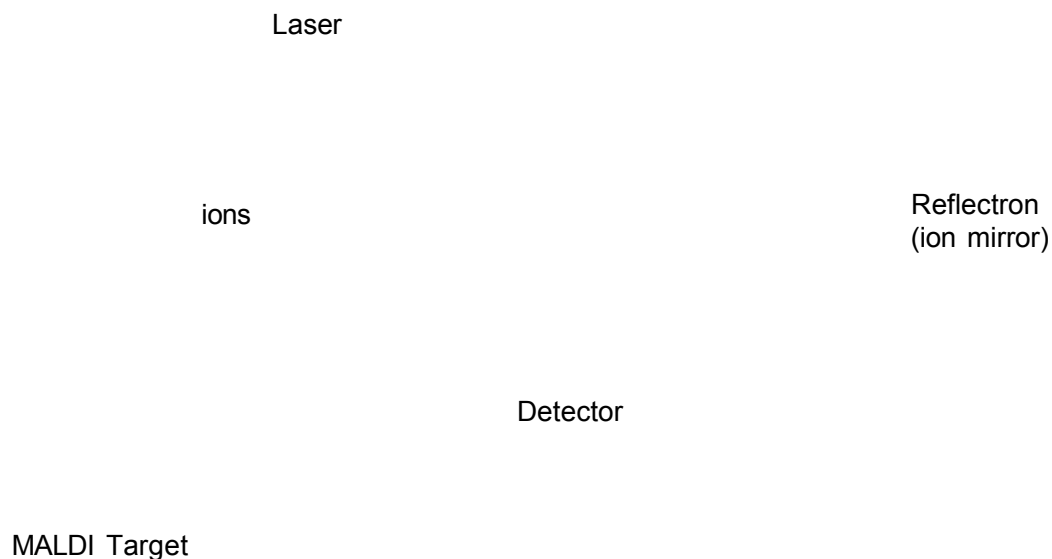 Laser
ions
Reflectron
(ion mirror)
Detector
MALDI Target